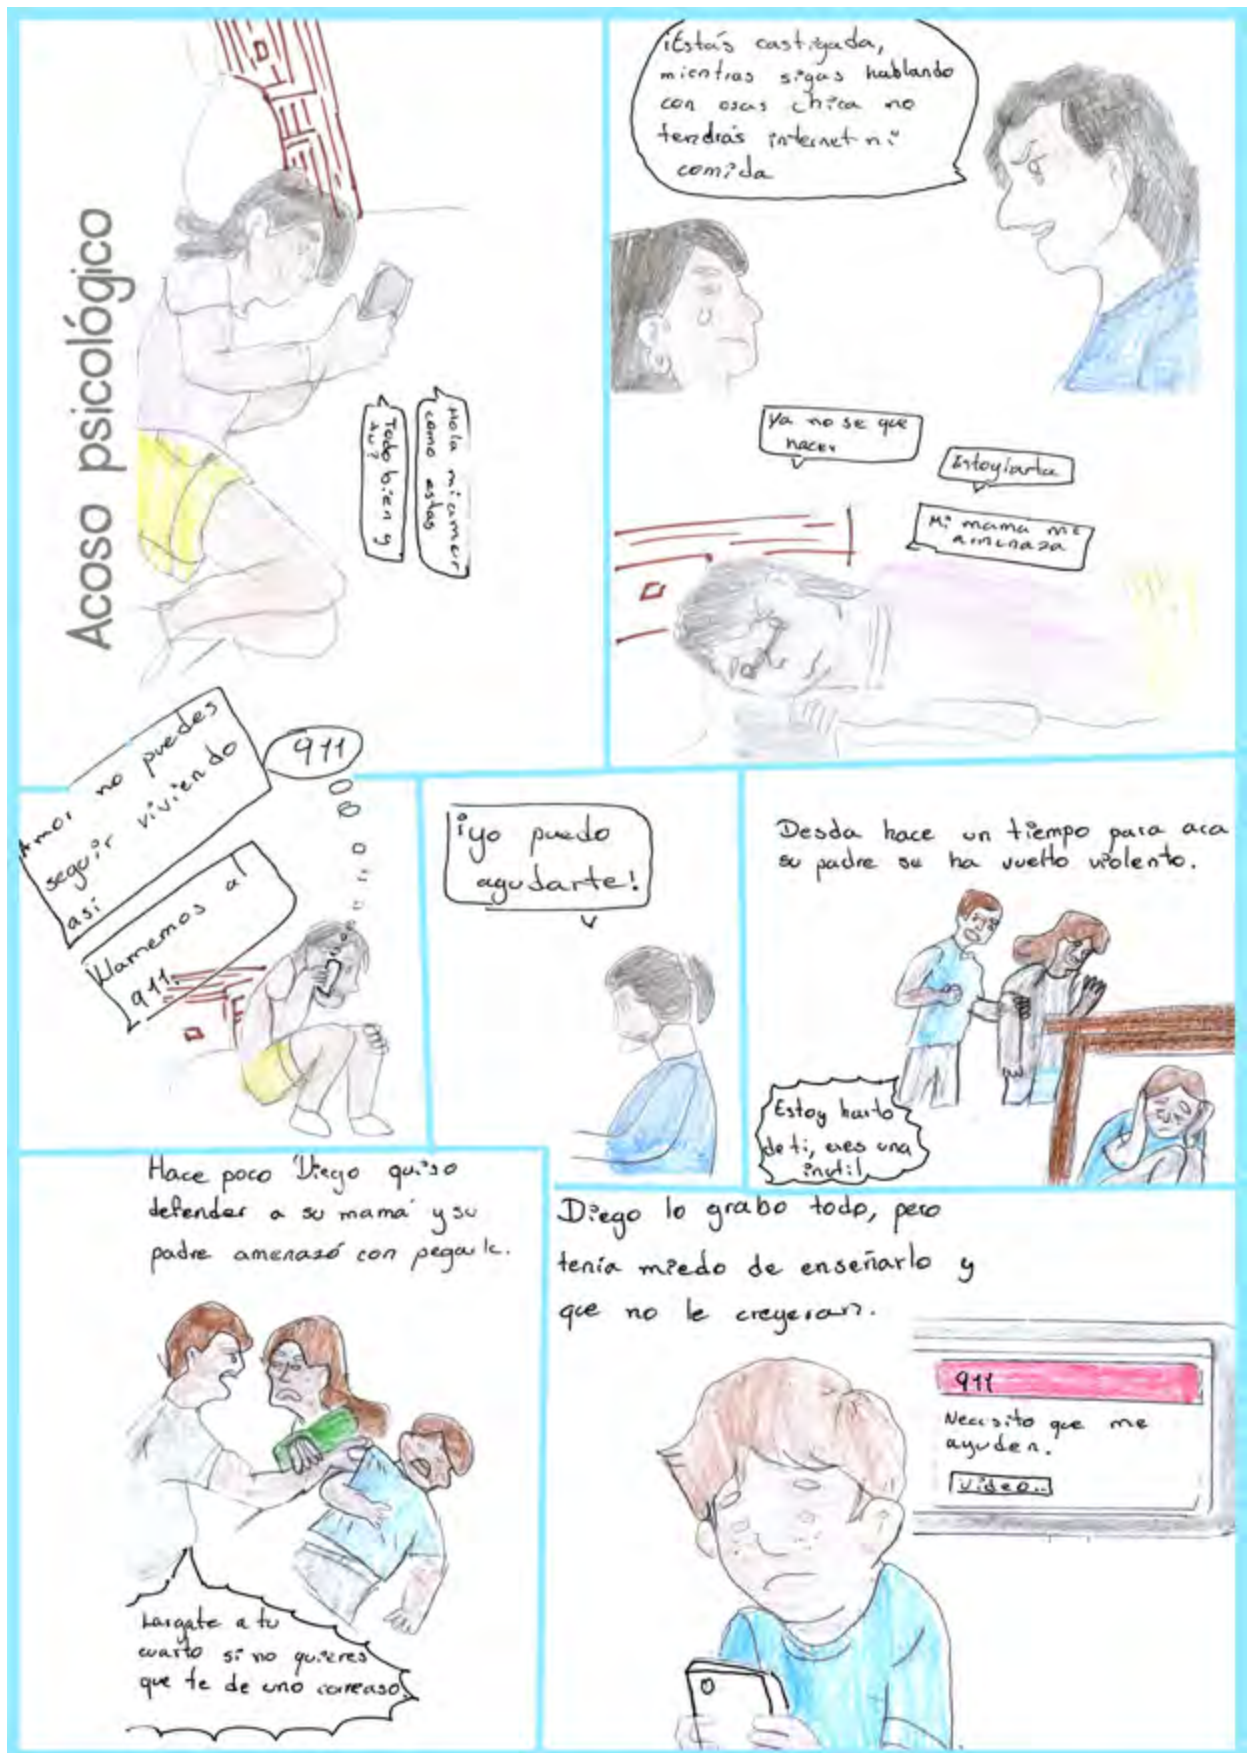 Acoso psicológico
Hola mi amor
como estas
Todo bien y
tu?
¡Estás castigada,
mientras sigas hablando
con esas chica no
tendrás internet ni
comida
Ya no se que
hacer
Estoy harta
Mi mama me
amenaza
Amor no puedes
seguir viviendo
así
Llamemos al
911.
911
¡yo puedo
ayudarte!
Desda hace un tiempo para aca
su padre se ha vuelto violento.
Estoy harto
de ti, eres una
inutil
Hace poco Diego quiso
defender a su mamá y su
padre amenazó con pegarle.
Largate a tu
cuarto si no quieres
que te de uno correaso
Diego lo grabo todo, pero
tenía miedo de enseñarlo y
que no le creyeran.
911
Necesito que me
ayuden.
Video...